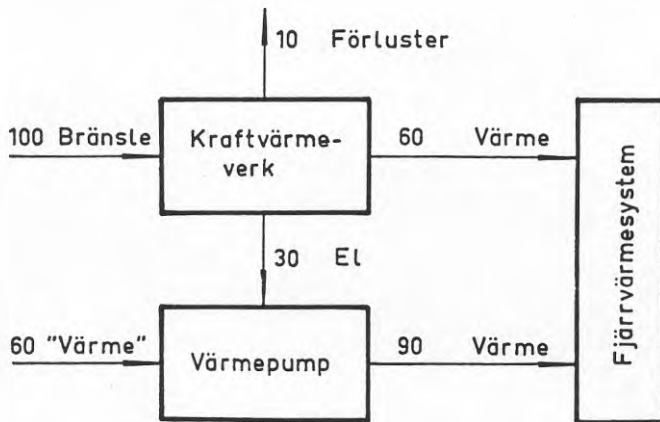 10 Förluster
100 Bränsle
Kraftvärme-
verk
60 Värme
30 El
60 "Värme"
Värmepump
90 Värme
Fjärrvärmesystem